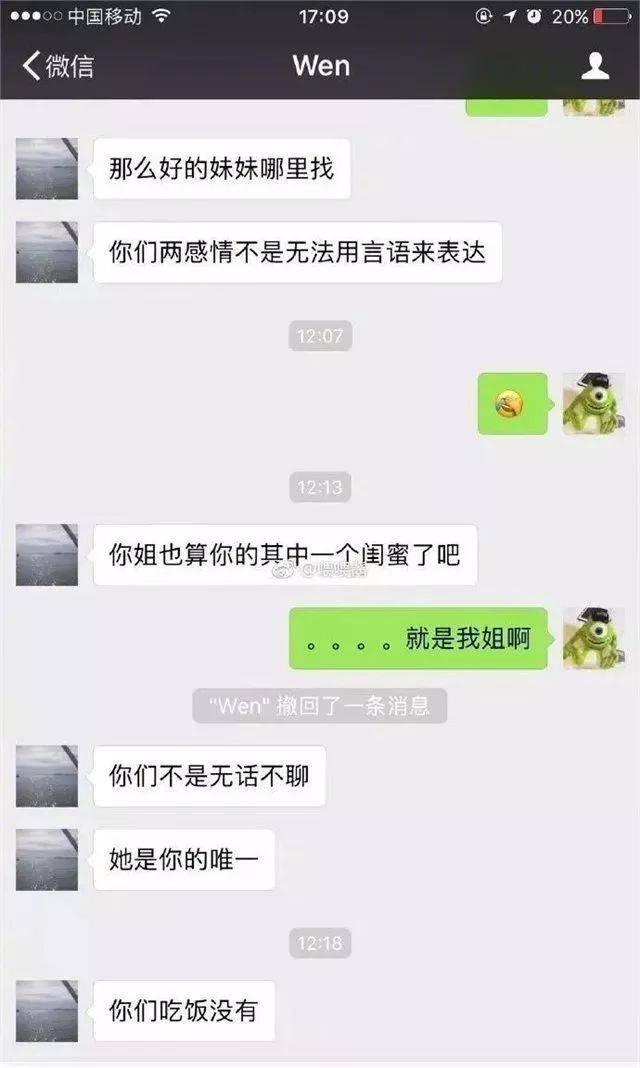 中国移动
17:09
20%
微信
Wen
那么好的妹妹哪里找
你们两感情不是无法用言语来表达
12:07
12:13
你姐也算你的其中一个闺蜜了吧
。。。。就是我姐啊
"Wen" 撤回了一条消息
你们不是无话不聊
她是你的唯一
12:18
你们吃饭没有